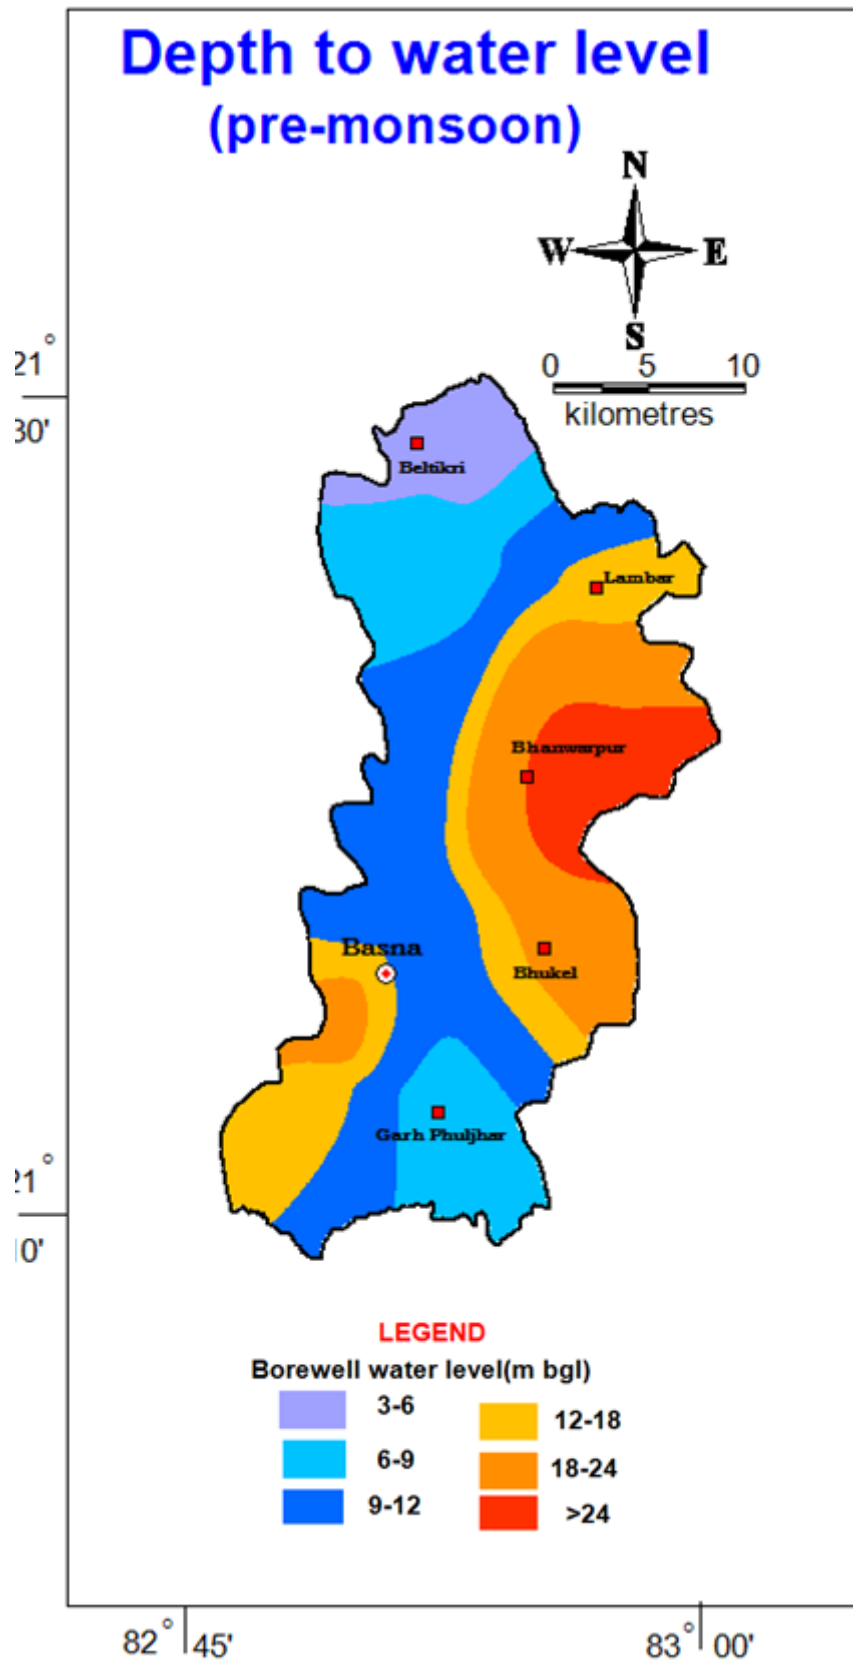 Depth to water level
(pre-monsoon)
N
W E
S
0 5 10
kilometres
21°
30'
Beltikri
Lambar
Bhanwarpur
Basna
Bhukel
Garh Phuljhar
21°
10'
LEGEND
Borewell water level(m bgl)
3-6 12-18
6-9 18-24
9-12 >24
82° 45' 83° 00'